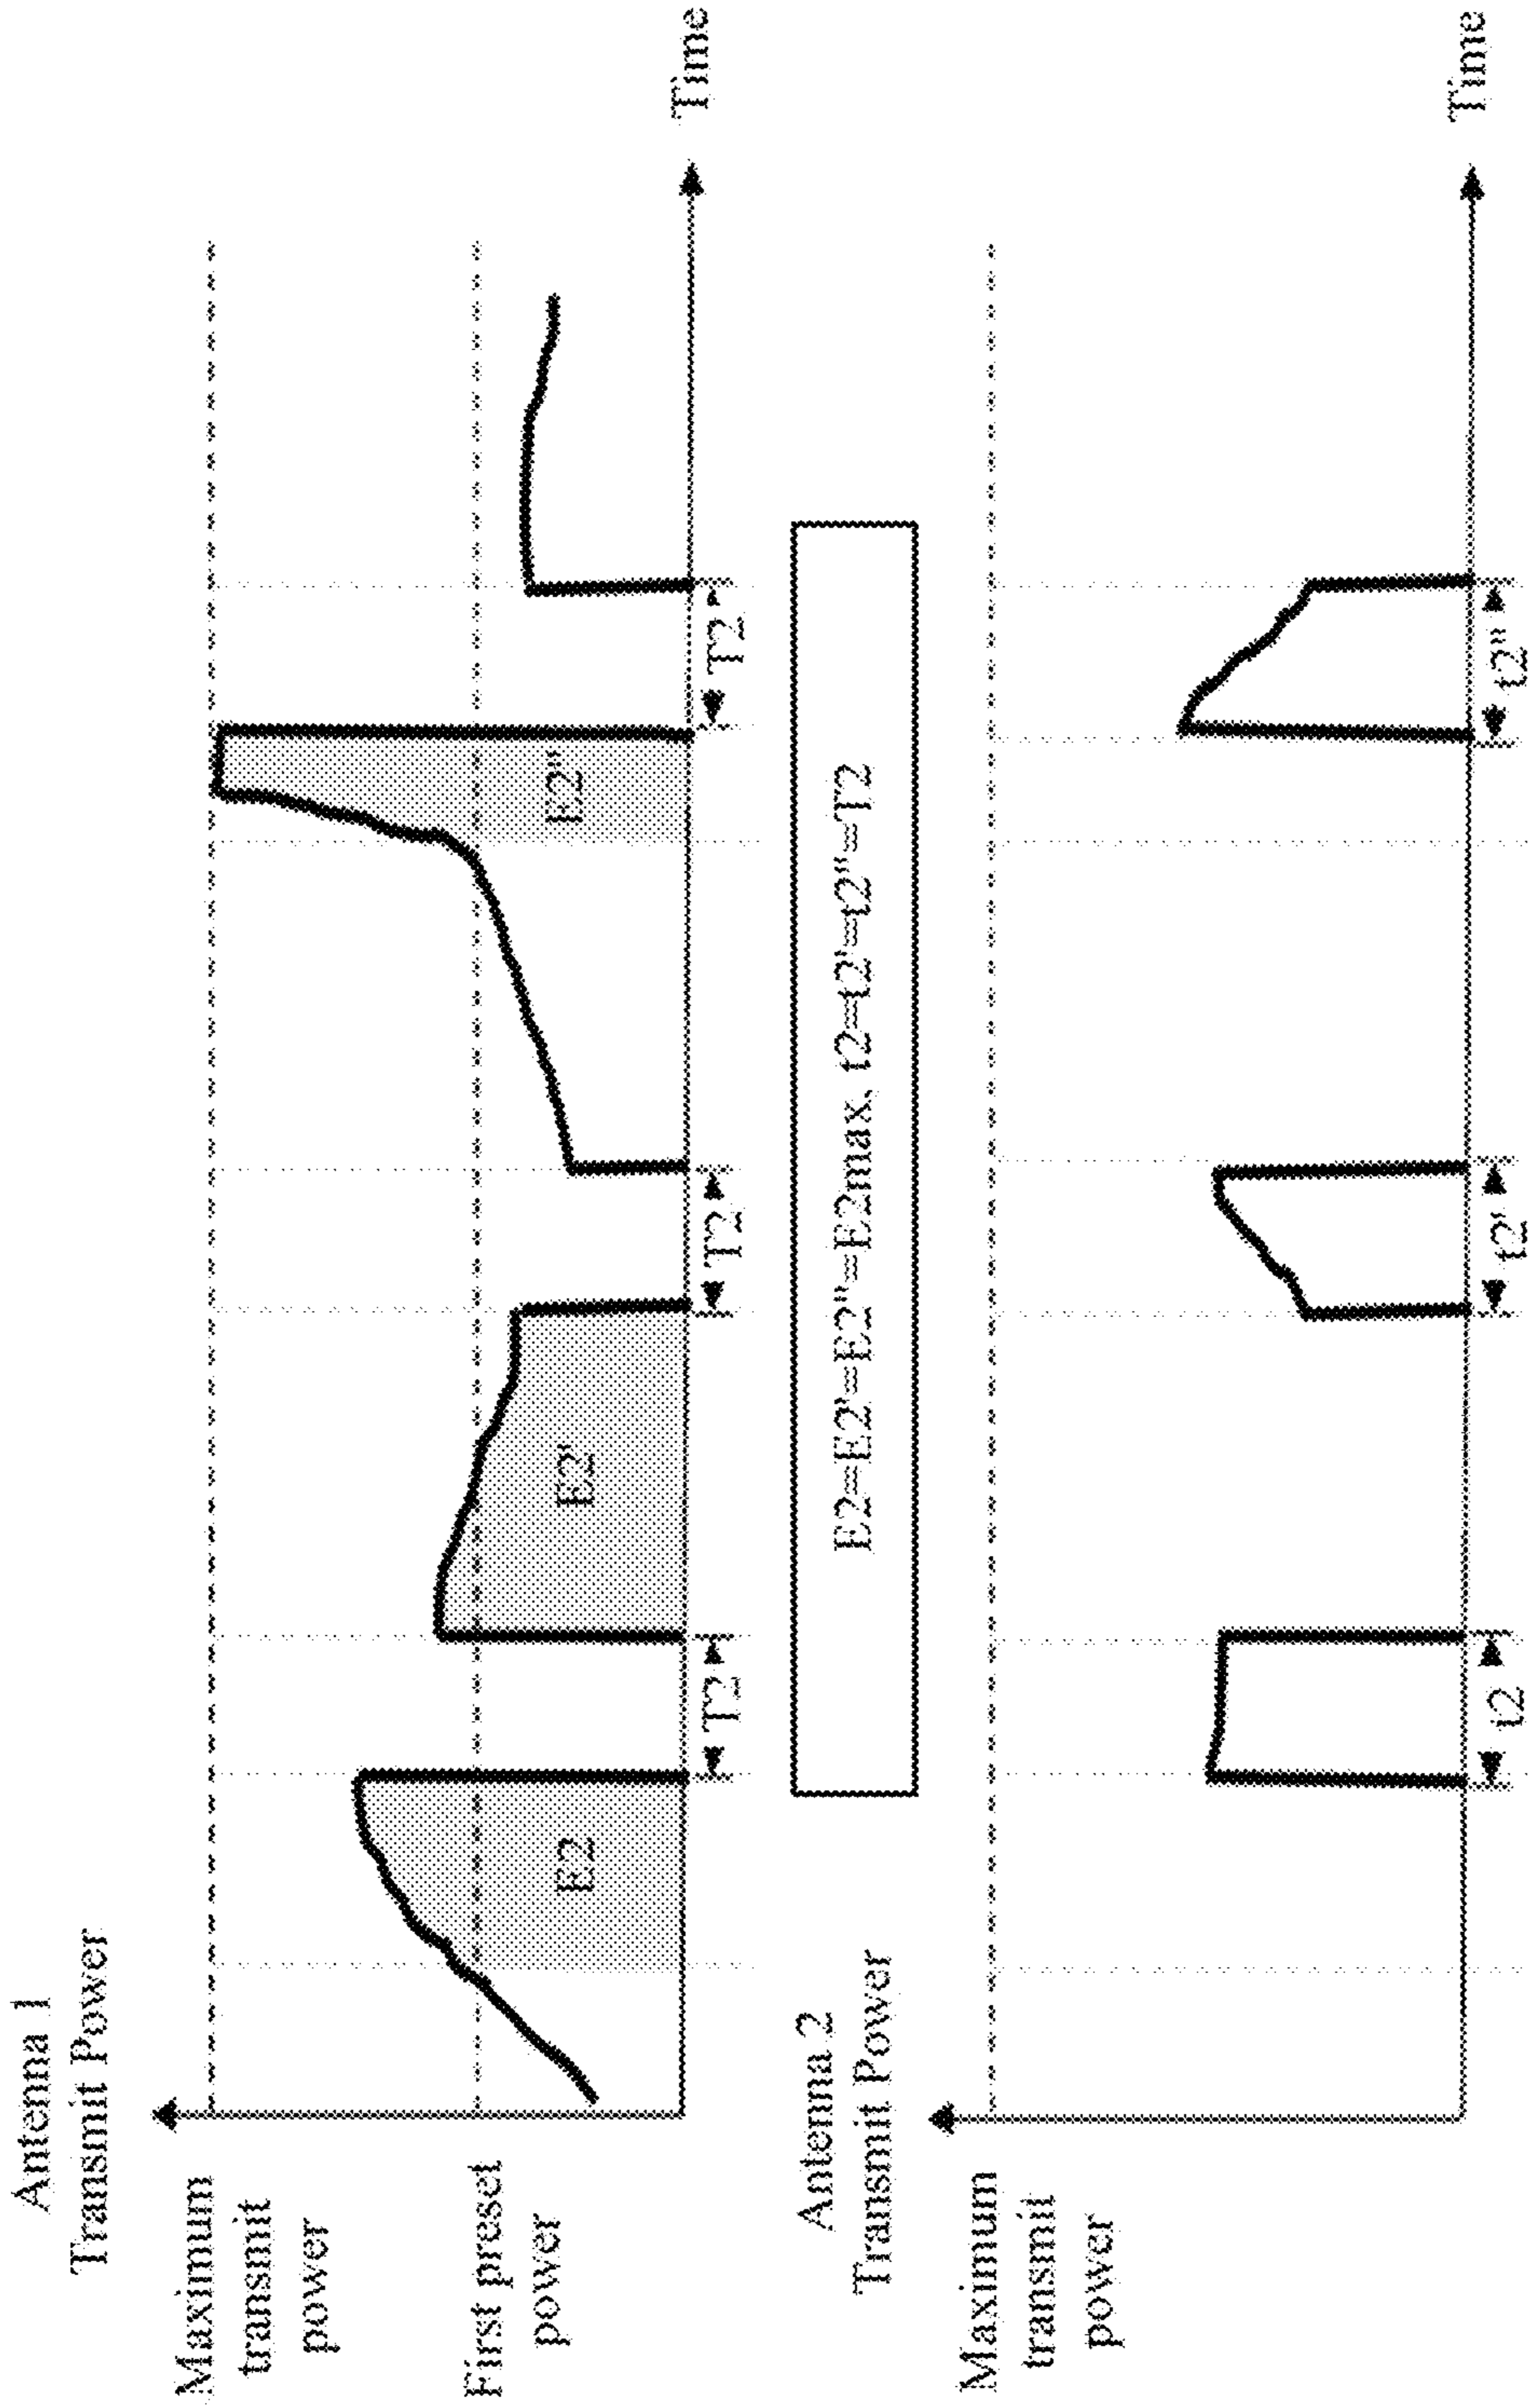 Antenna 1
Transmit Power
Maximum
transmit
power
First preset
power
E2
E2'
E2"
T2
T2
T2
Time
E2=E2'=E2"=E2max, t2=t2'=t2"=T2
Antenna 2
Transmit Power
Maximum
transmit
power
t2
t2'
t2"
Time